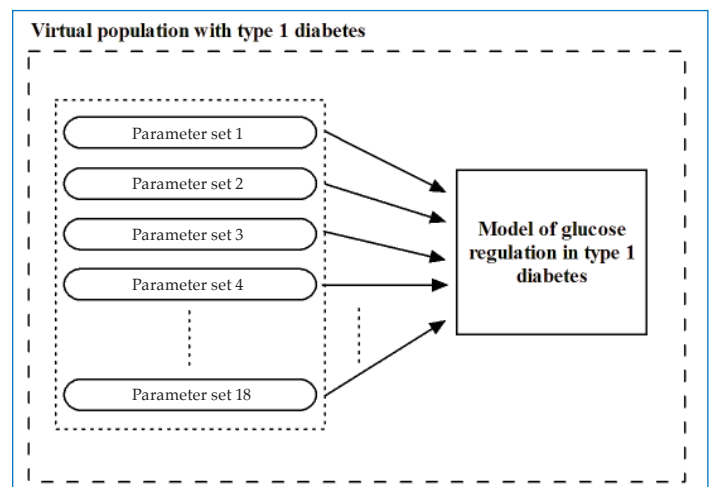 Virtual population with type 1 diabetes
Parameter set 1
Parameter set 2
Parameter set 3
Parameter set 4
Parameter set 18
Model of glucose
regulation in type 1
diabetes